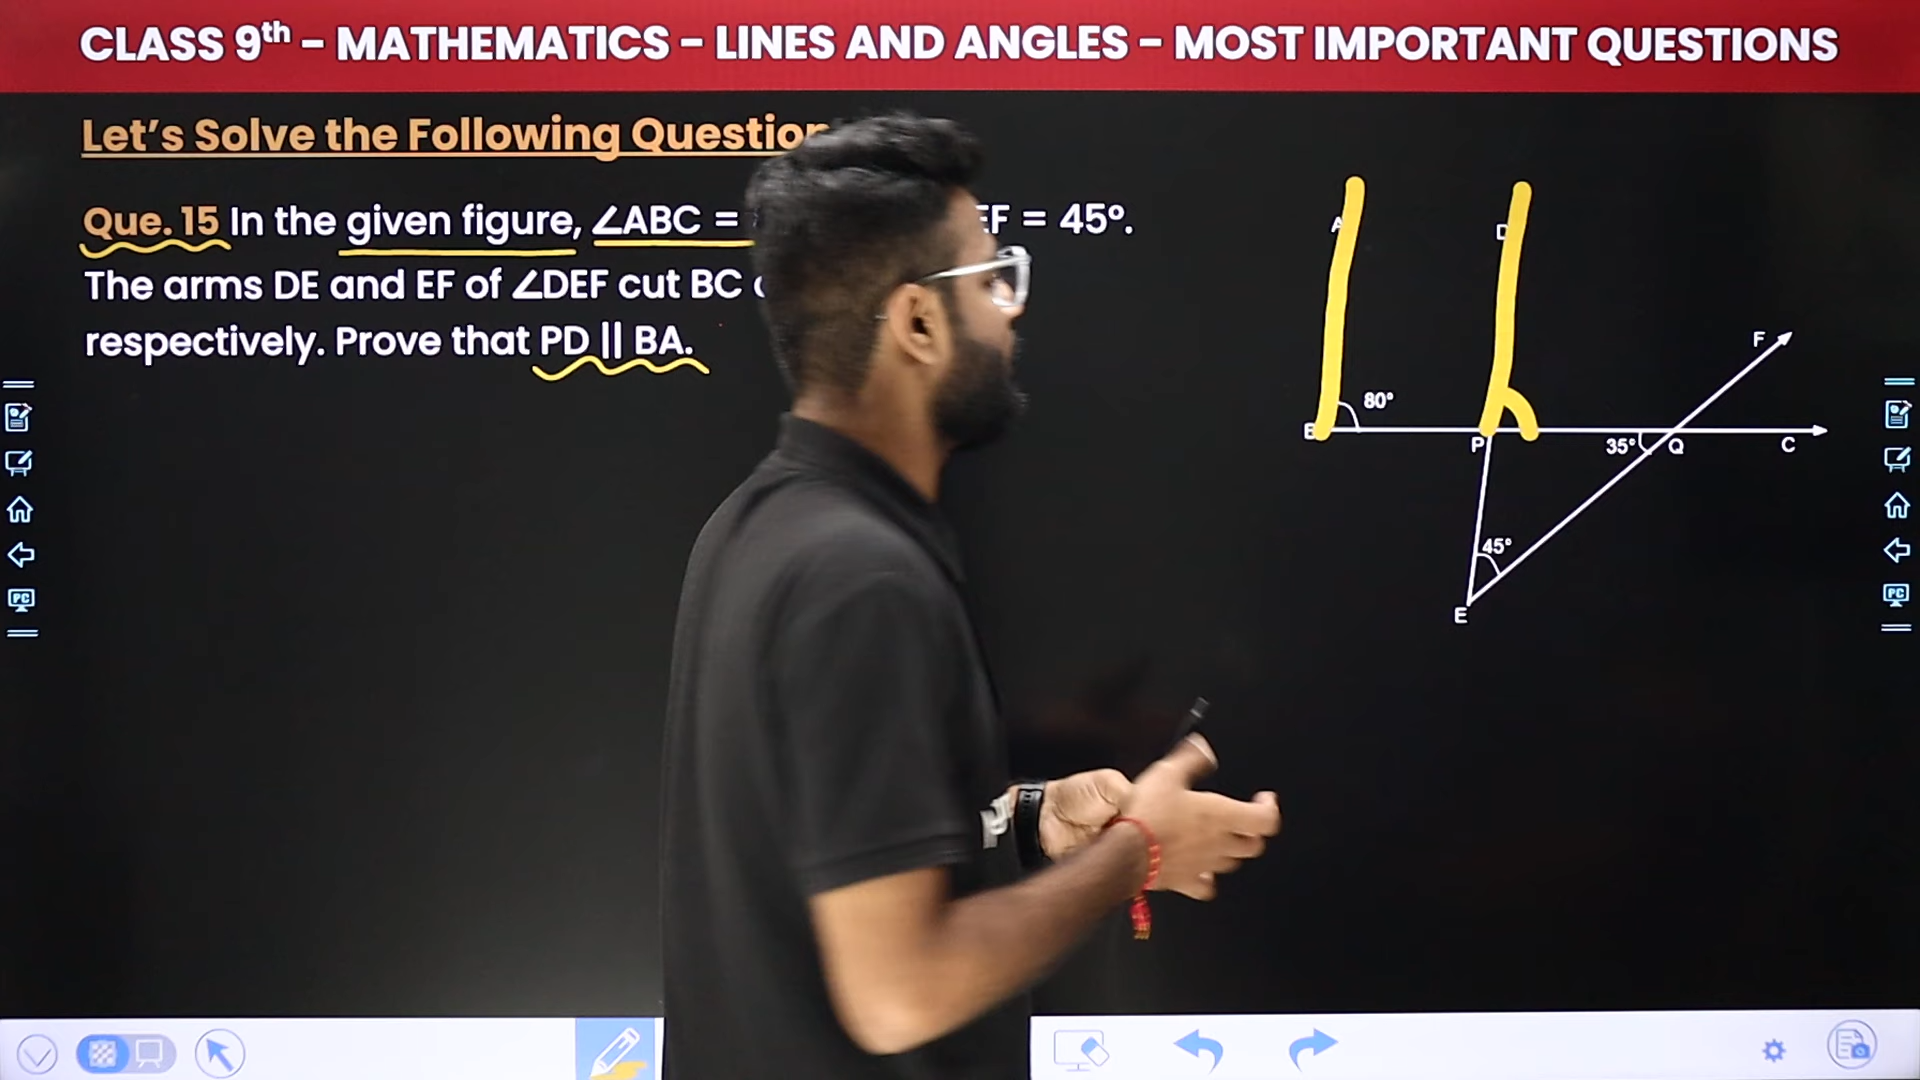 CLASS 9th – MATHEMATICS – LINES AND ANGLES – MOST IMPORTANT QUESTIONS
Let's Solve the Following
Que. 15 In the given figure, ∠ABC = = 45°.
The arms DE and EF of ∠DEF cut BC
respectively. Prove that PD || BA.
A
D
F
80°
B
P
35°
Q
C
45°
E
PC
PC